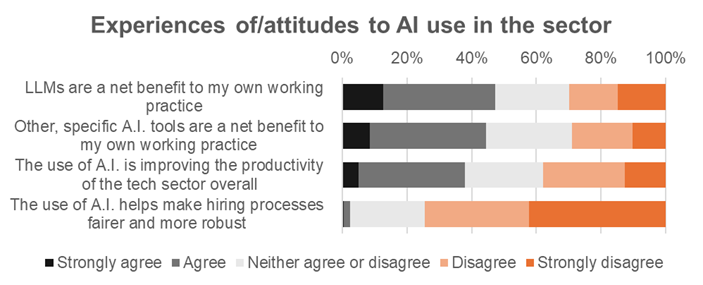 Experiences of/attitudes to AI use in the sector
0% 20% 40% 60% 80% 100%
LLMs are a net benefit to my own working
practice
Other, specific A.I. tools are a net benefit to
my own working practice
The use of A.I. is improving the productivity
of the tech sector overall
The use of A.I. helps make hiring processes
fairer and more robust
Strongly agree Agree Neither agree or disagree Disagree Strongly disagree